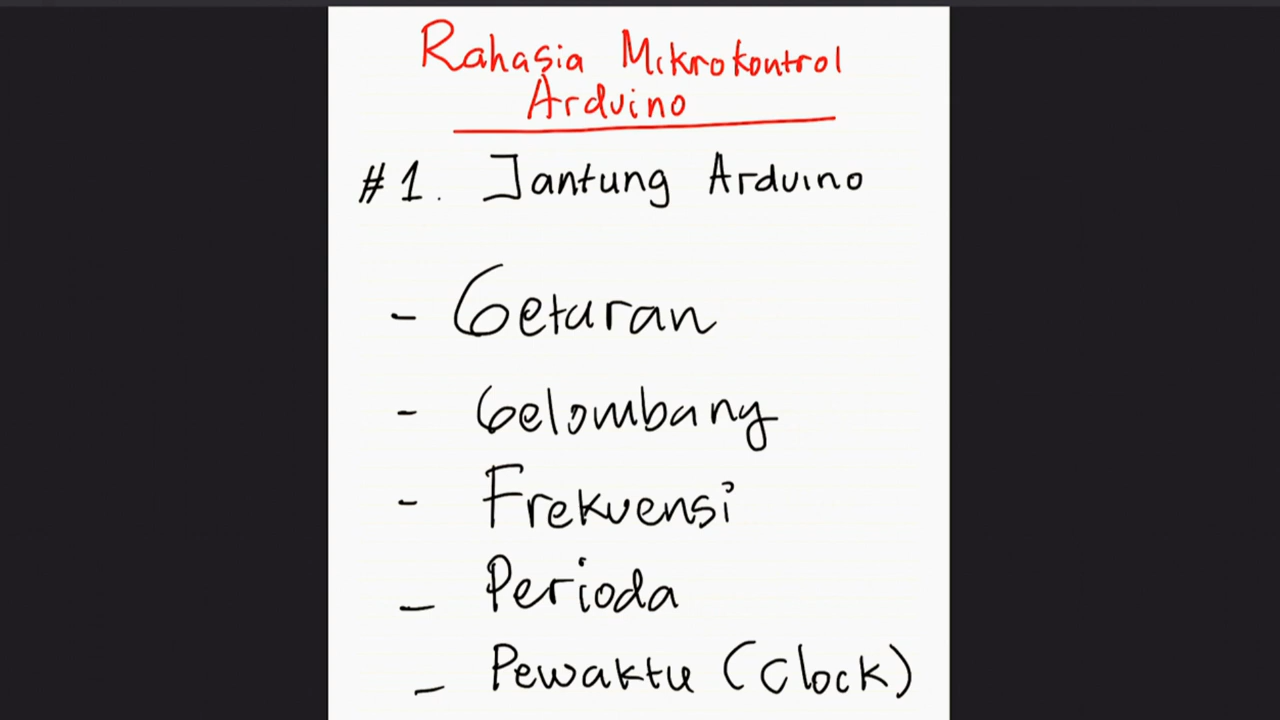 Rahasia Mikrokontrol
Arduino
#1. Jantung Arduino
- Getaran
- Gelombang
- Frekuensi
- Perioda
- Pewaktu (Clock)